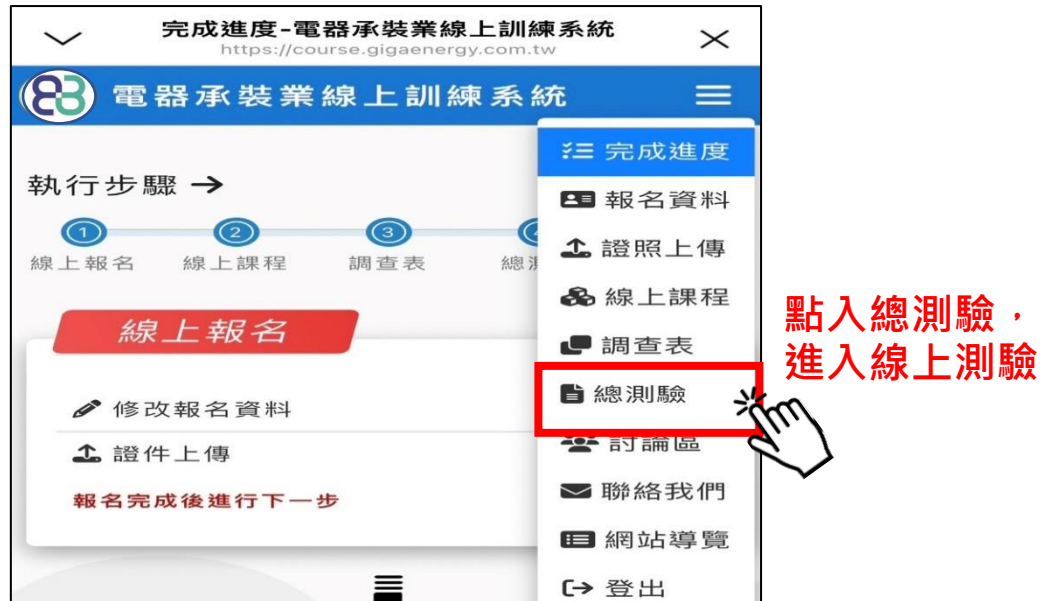 完成進度-電器承裝業線上訓練系統
https://course.gigaenergy.com.tw
電器承裝業線上訓練系統
執行步驟
1 2 3
線上報名 線上課程 調查表 總測
線上報名
修改報名資料
證件上傳
報名完成後進行下一步
完成進度
報名資料
證照上傳
線上課程
調查表
總測驗
討論區
聯絡我們
網站導覽
登出
點入總測驗，
進入線上測驗